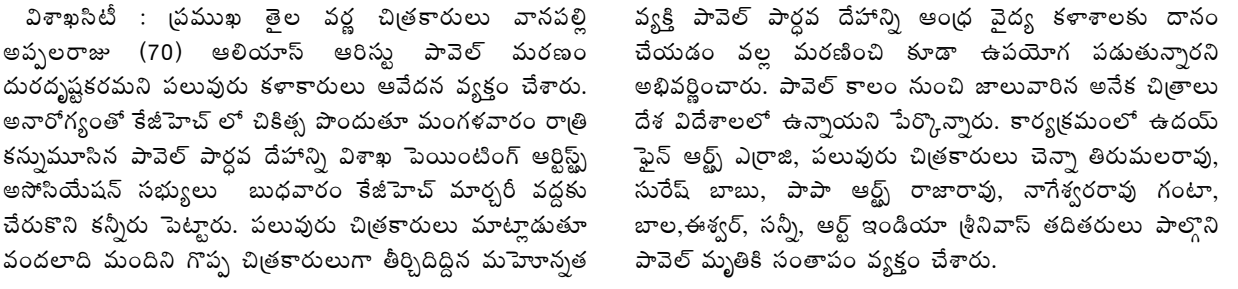 విశాఖసిటీ : ప్రముఖ తైల వర్ణ చిత్రకారులు వానపల్లి
అప్పలరాజు (70) ఆలియాస్ ఆరిస్టు పావెల్ మరణం
దురదృష్టకరమని పలువురు కళాకారులు ఆవేదన వ్యక్తం చేశారు.
అనారోగ్యంతో కేజీహెచ్ లో చికిత్స పొందుతూ మంగళవారం రాత్రి
కన్నుమూసిన పావెల్ పార్ధవ దేహాన్ని విశాఖ పెయింటింగ్ ఆర్టిస్ట్స్
అసోసియేషన్ సభ్యులు బుధవారం కేజీహెచ్ మార్చురీ వద్దకు
చేరుకొని కన్నీరు పెట్టారు. పలువురు చిత్రకారులు మాట్లాడుతూ
వందలాది మందిని గొప్ప చిత్రకారులుగా తీర్చిదిద్దిన మహెూన్నత
వ్యక్తి పావెల్ పార్ధవ దేహాన్ని ఆంధ్ర వైద్య కళాశాలకు దానం
చేయడం వల్ల మరణించి కూడా ఉపయోగ పడుతున్నారని
అభివర్ణించారు. పావెల్ కాలం నుంచి జాలువారిన అనేక చిత్రాలు
దేశ విదేశాలలో ఉన్నాయని పేర్కొన్నారు. కార్యక్రమంలో ఉదయ్
ఫైన్ ఆర్ట్స్ ఎర్రాజి, పలువురు చిత్రకారులు చెన్నా తిరుమలరావు,
సురేష్ బాబు, పాపా ఆర్ట్స్ రాజారావు, నాగేశ్వరరావు గంటా,
బాల,ఈశ్వర్, సన్నీ, ఆర్ట్ ఇండియా శ్రీనివాస్ తదితరులు పాల్గొని
పావెల్ మృతికి సంతాపం వ్యక్తం చేశారు.